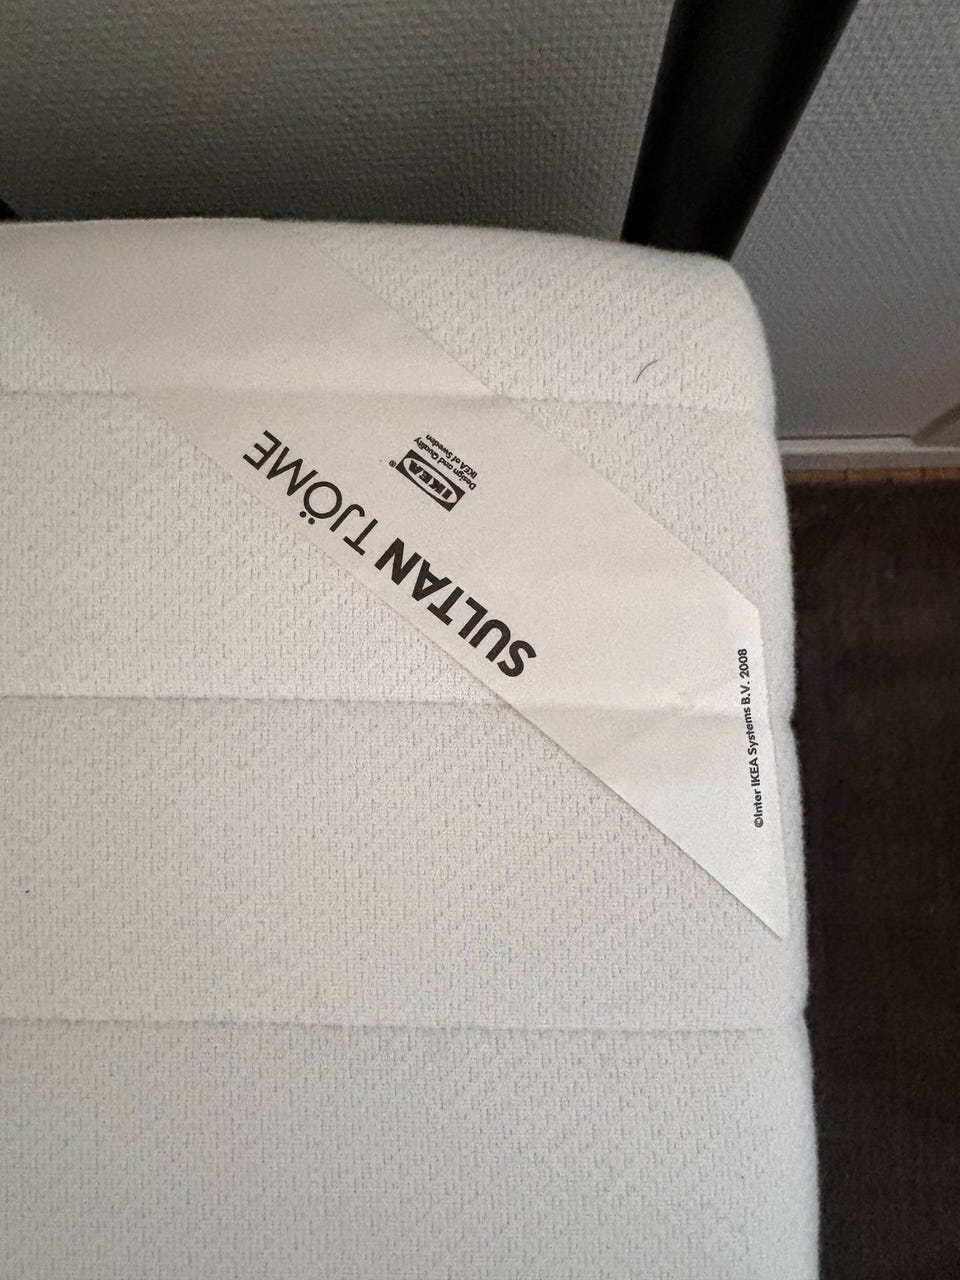 SULTAN TJÖME
IKEA®
Design and Quality
IKEA of Sweden
©Inter IKEA Systems B.V. 2008